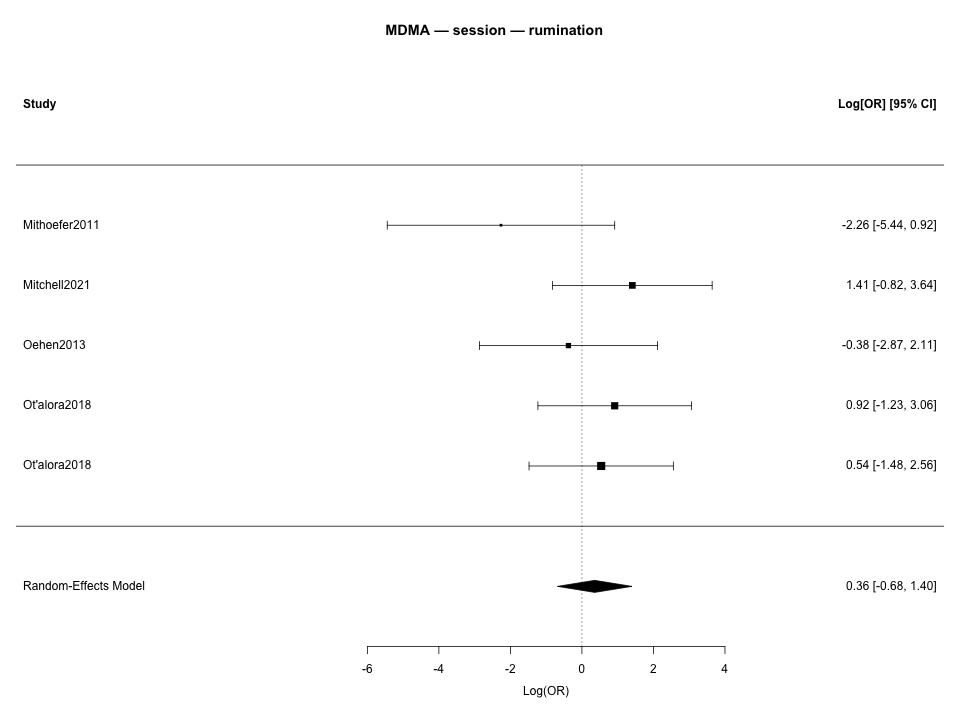 MDMA — session — rumination
Study Log[OR] [95% CI]
Mithoefer2011 -2.26 [-5.44, 0.92]
Mitchell2021 1.41 [-0.82, 3.64]
Oehen2013 -0.38 [-2.87, 2.11]
Ot'alora2018 0.92 [-1.23, 3.06]
Ot'alora2018 0.54 [-1.48, 2.56]
Random-Effects Model 0.36 [-0.68, 1.40]
-6 -4 -2 0 2 4
Log(OR)